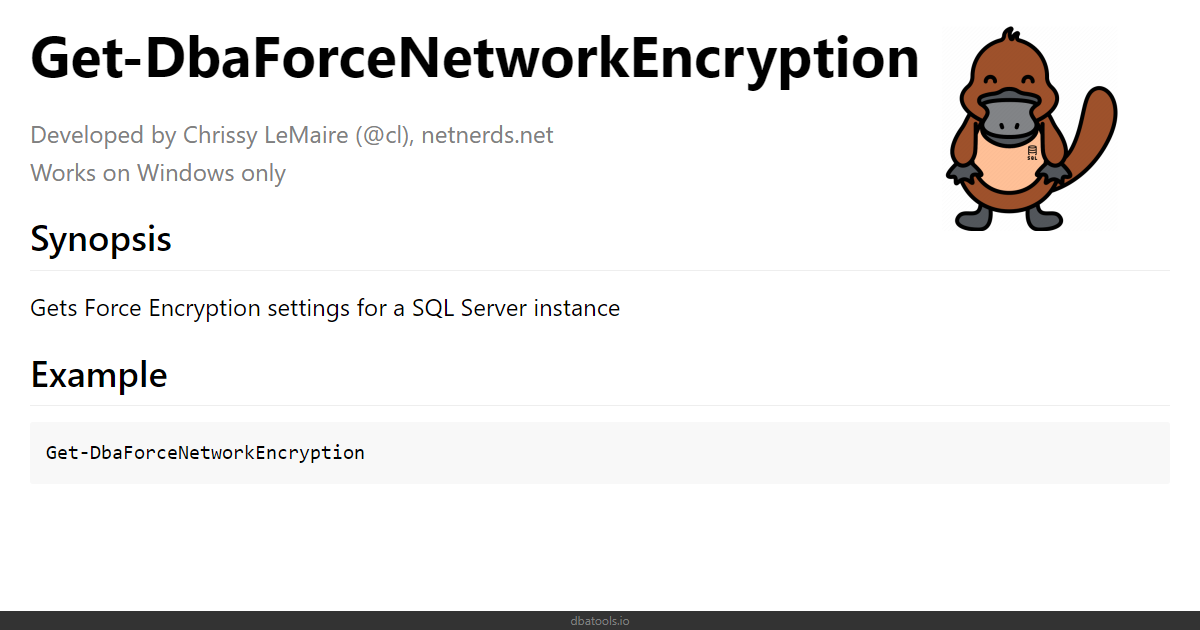 Get-DbaForceNetworkEncryption
Developed by Chrissy LeMaire (@cl), netnerds.net
Works on Windows only
SQL
Synopsis
Gets Force Encryption settings for a SQL Server instance
Example
Get-DbaForceNetworkEncryption
dbatools.io